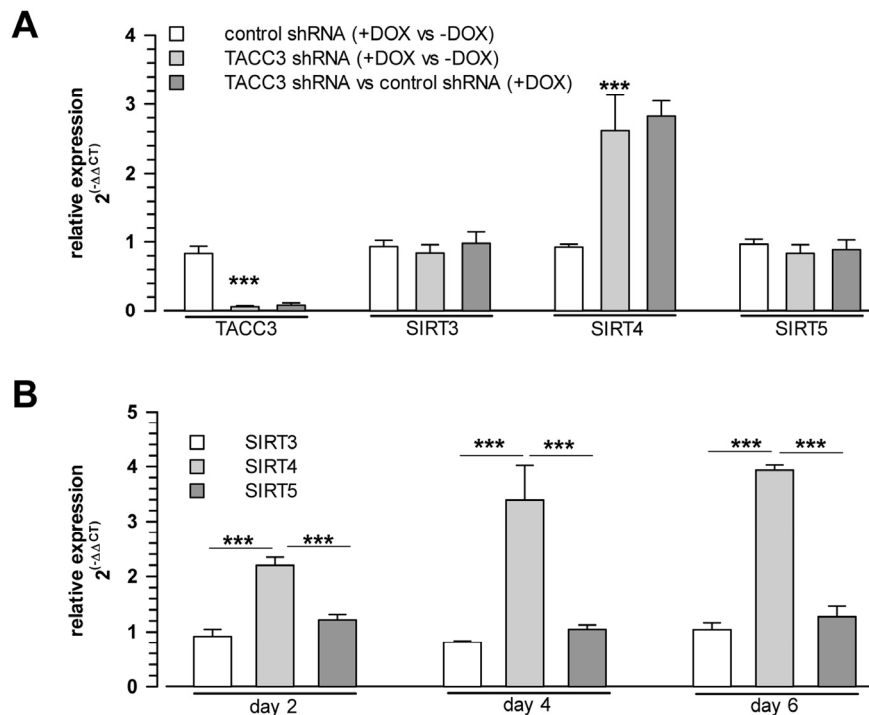 A
control shRNA (+DOX vs -DOX)
TACC3 shRNA (+DOX vs -DOX)
TACC3 shRNA vs control shRNA (+DOX)
relative expression
2(-ΔΔCT)
4
3
2
1
0
***
***
TACC3
SIRT3
SIRT4
SIRT5
B
SIRT3
SIRT4
SIRT5
relative expression
2(-ΔΔCT)
5
4
3
2
1
0
*** ***
*** ***
*** ***
day 2
day 4
day 6